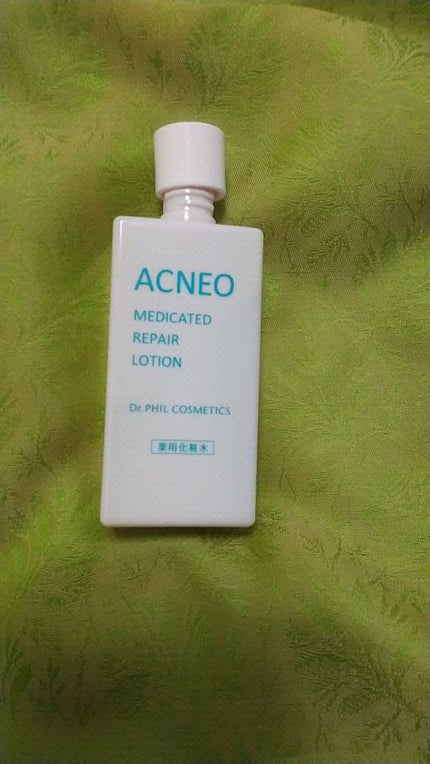 ACNEO
MEDICATED
REPAIR
LOTION
Dr. PHIL COSMETICS
薬用化粧水